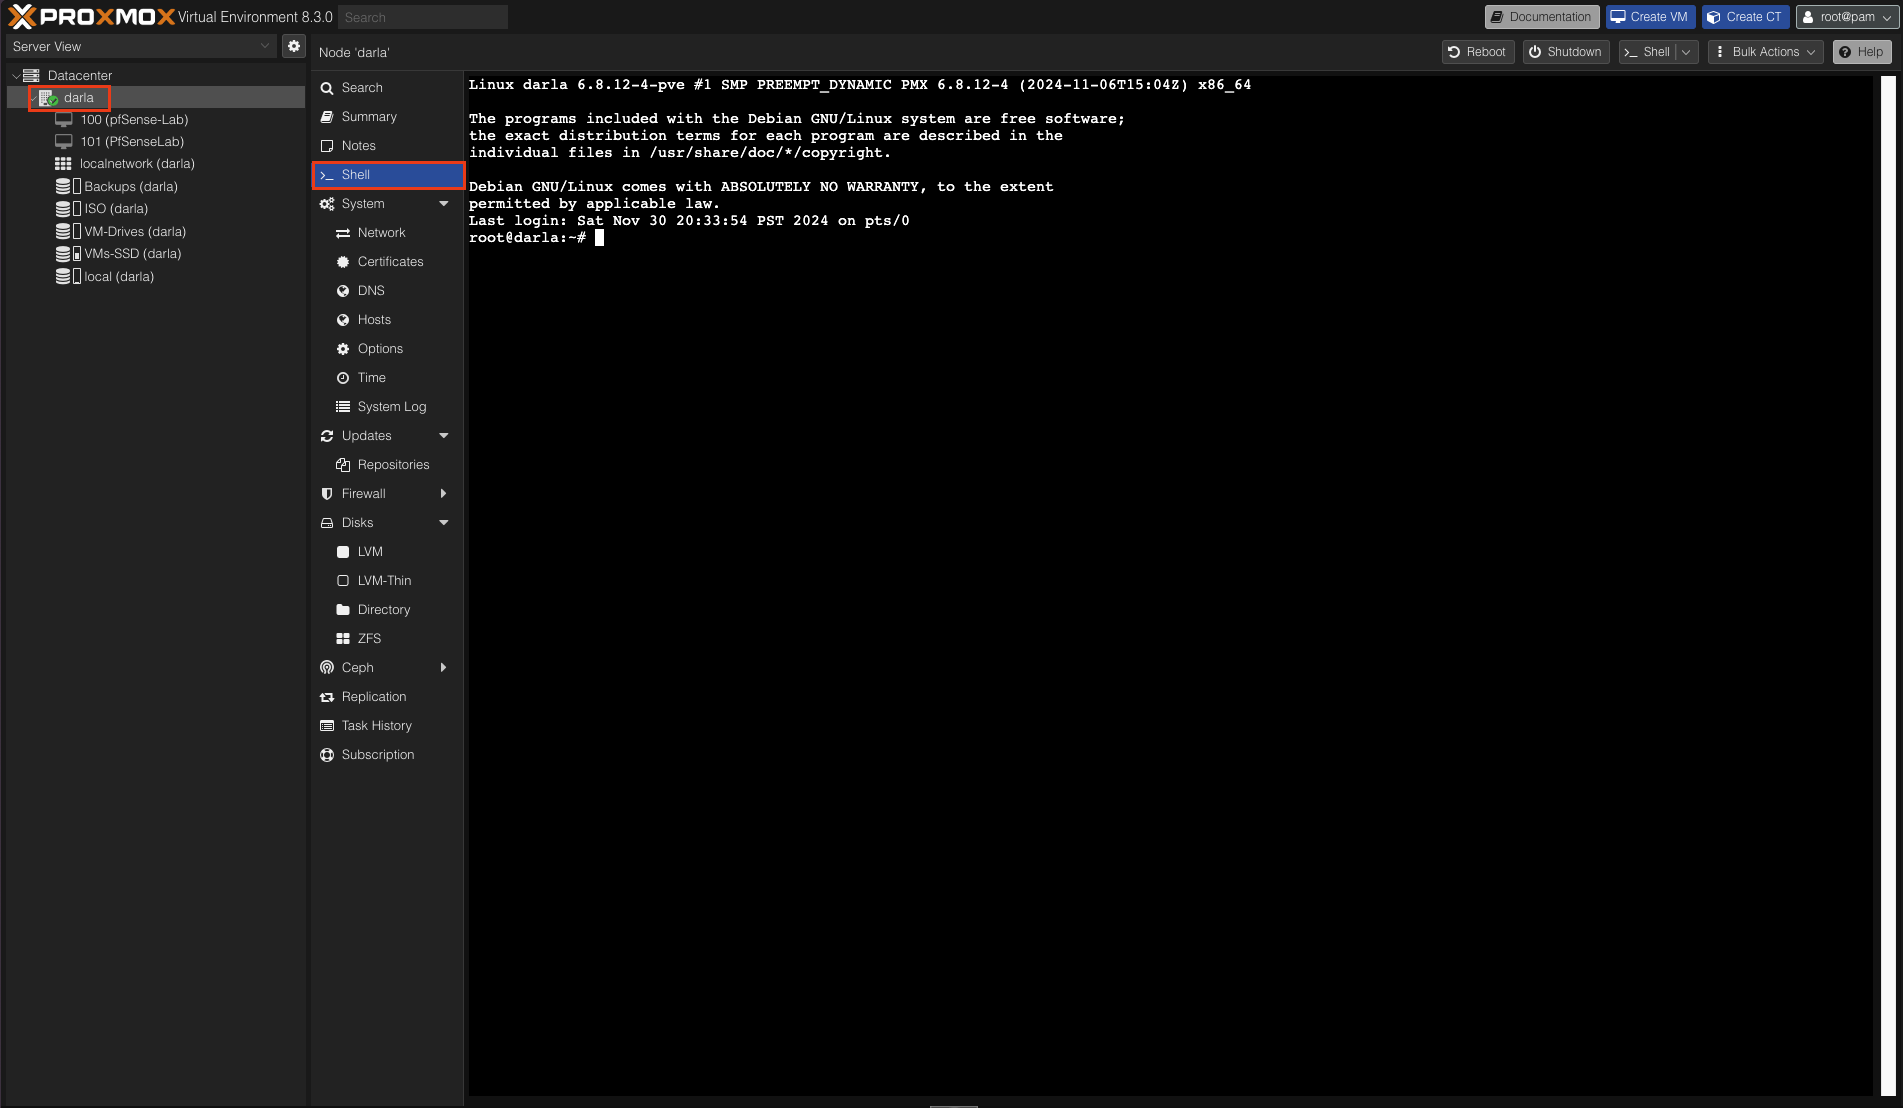 PROXMOX Virtual Environment 8.3.0 Search Documentation Create VM Create CT root@pam
Server View
Node 'darla' Reboot Shutdown >_ Shell Bulk Actions Help
Datacenter
darla
100 (pfSense-Lab)
101 (PfSenseLab)
localnetwork (darla)
Backups (darla)
ISO (darla)
VM-Drives (darla)
VMs-SSD (darla)
local (darla)
Search
Summary
Notes
>_ Shell
System
Network
Certificates
DNS
Hosts
Options
Time
System Log
Updates
Repositories
Firewall
Disks
LVM
LVM-Thin
Directory
ZFS
Ceph
Replication
Task History
Subscription
Linux darla 6.8.12-4-pve #1 SMP PREEMPT_DYNAMIC PMX 6.8.12-4 (2024-11-06T15:04Z) x86_64
The programs included with the Debian GNU/Linux system are free software;
the exact distribution terms for each program are described in the
individual files in /usr/share/doc/*/copyright.
Debian GNU/Linux comes with ABSOLUTELY NO WARRANTY, to the extent
permitted by applicable law.
Last login: Sat Nov 30 20:33:54 PST 2024 on pts/0
root@darla:~#